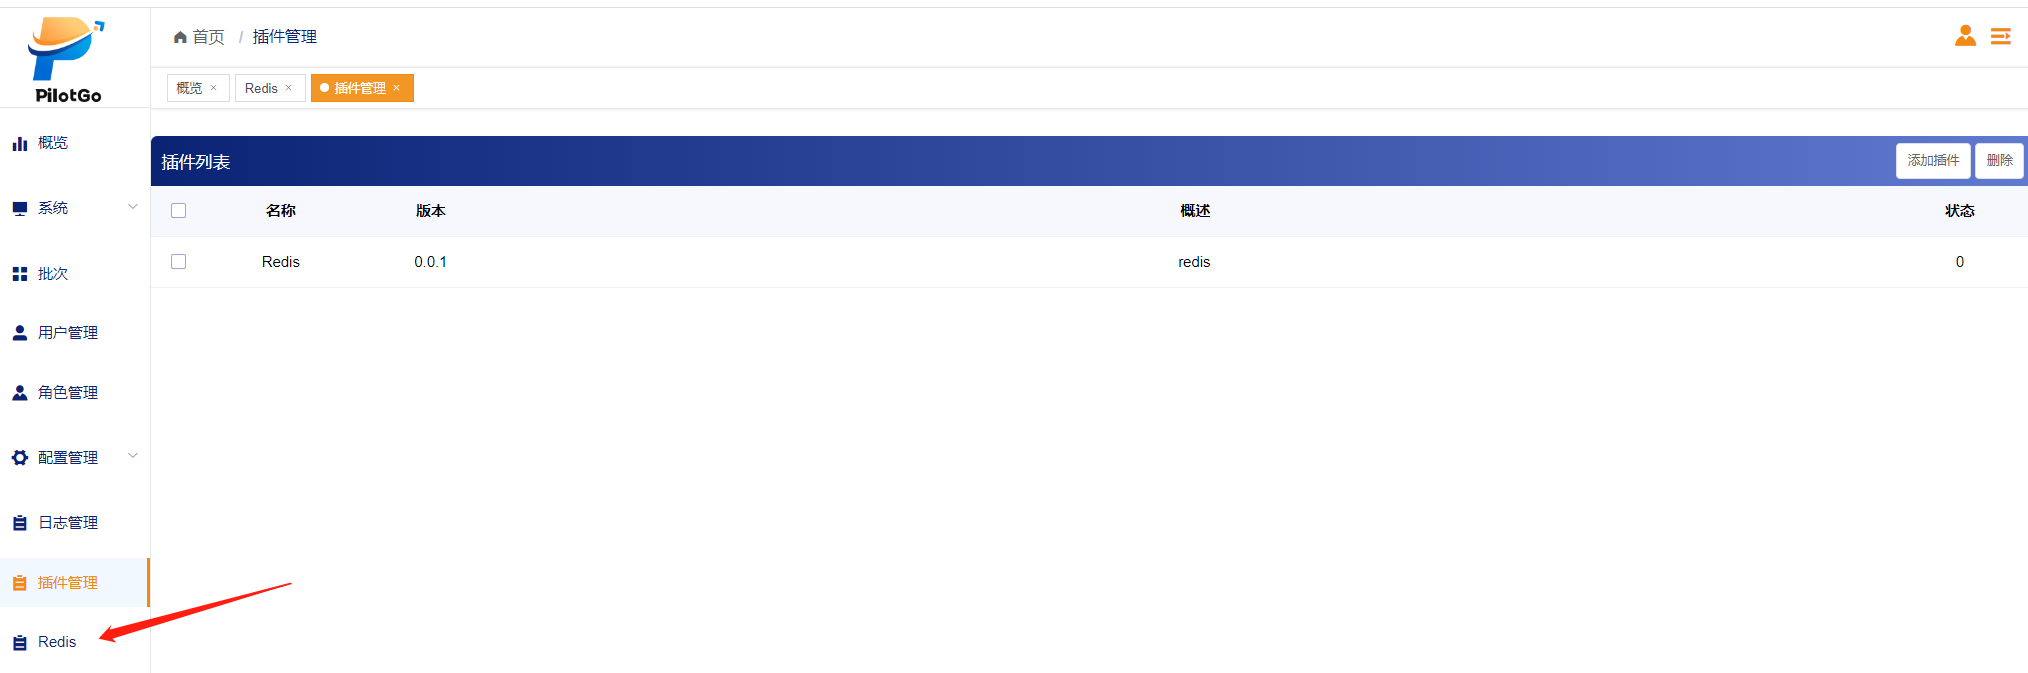 PilotGo
首页 / 插件管理
概览 × Redis × 插件管理 ×
概览
系统
批次
用户管理
角色管理
配置管理
日志管理
插件管理
Redis
插件列表 添加插件 删除
名称 版本 概述 状态
Redis 0.0.1 redis 0